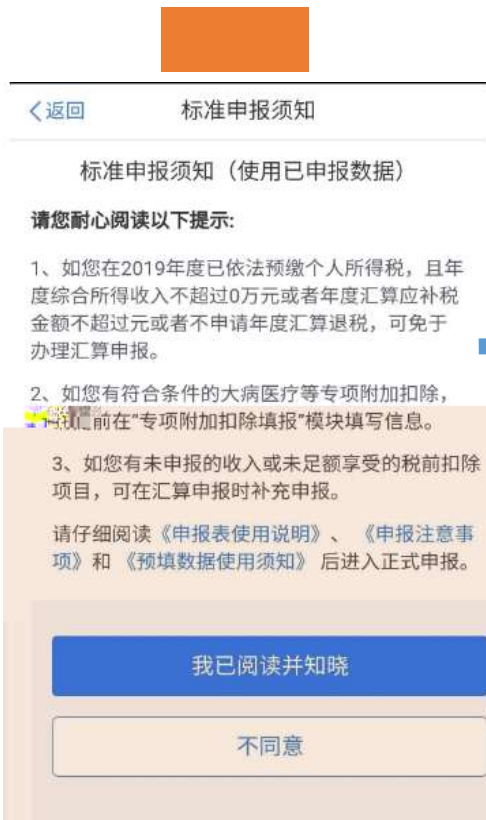 返回
标准申报须知
标准申报须知（使用已申报数据）
请您耐心阅读以下提示:
1、如您在2019年度已依法预缴个人所得税，且年
度综合所得收入不超过0万元或者年度汇算应补税
金额不超过元或者不申请年度汇算退税，可免于
办理汇算申报。
2、如您有符合条件的大病医疗等专项附加扣除，
前在"专项附加扣除填报"模块填写信息。
3、如您有未申报的收入或未足额享受的税前扣除
项目，可在汇算申报时补充申报。
请仔细阅读《申报表使用说明》、《申报注意事
项》和《预填数据使用须知》后进入正式申报。
我已阅读并知晓
不同意